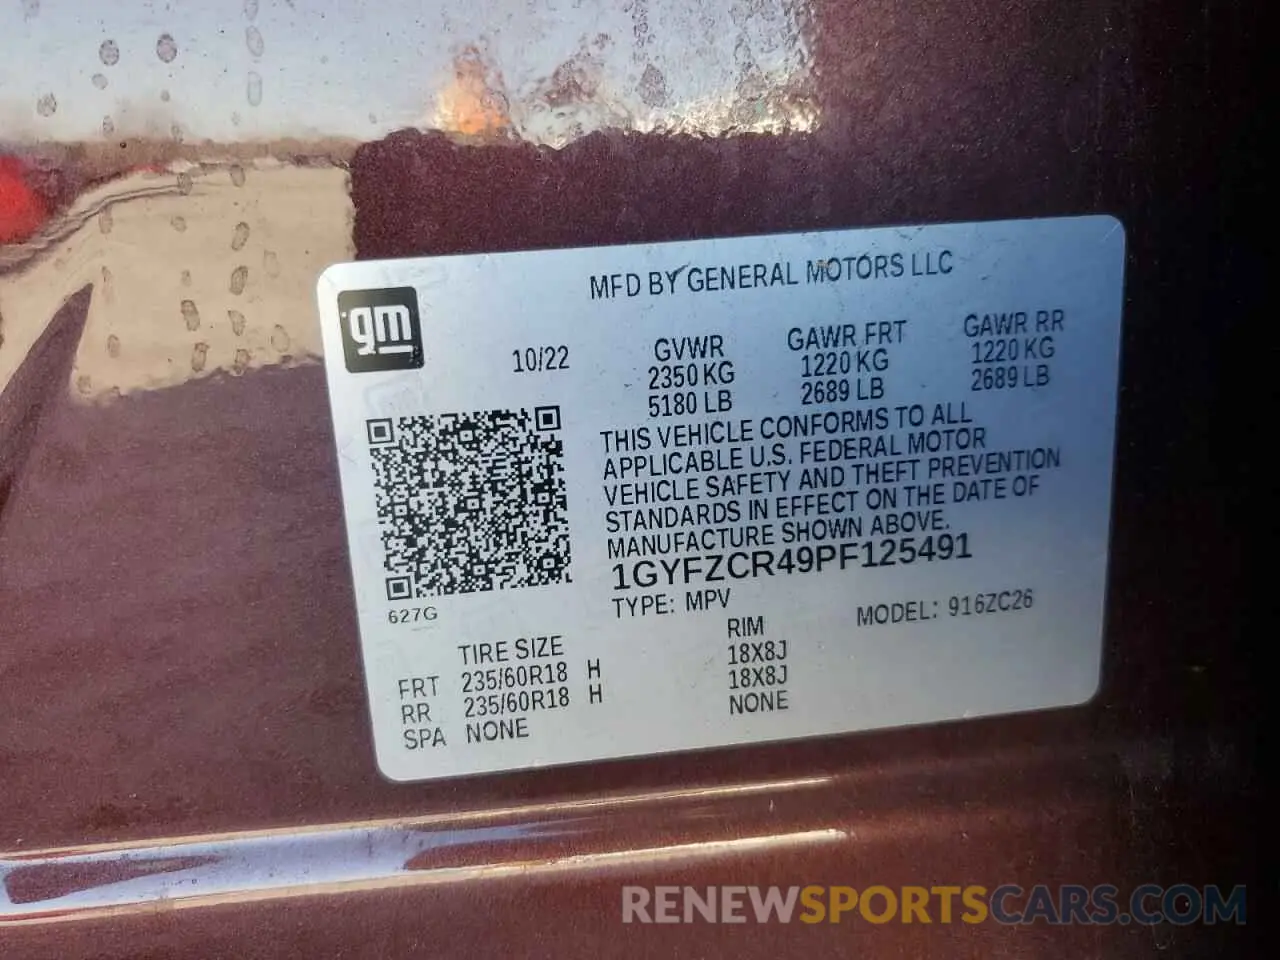 MFD BY GENERAL MOTORS LLC
gm
10/22
GVWR
2350 KG
5180 LB
GAWR FRT
1220 KG
2689 LB
GAWR RR
1220 KG
2689 LB
THIS VEHICLE CONFORMS TO ALL
APPLICABLE U.S. FEDERAL MOTOR
VEHICLE SAFETY AND THEFT PREVENTION
STANDARDS IN EFFECT ON THE DATE OF
MANUFACTURE SHOWN ABOVE.
1GYFZCR49PF125491
TYPE: MPV
MODEL: 916ZC26
627G
TIRE SIZE
RIM
FRT 235/60R18 H 18X8J
RR 235/60R18 H 18X8J
SPA NONE NONE
RENEWSPORTSCARS.COM